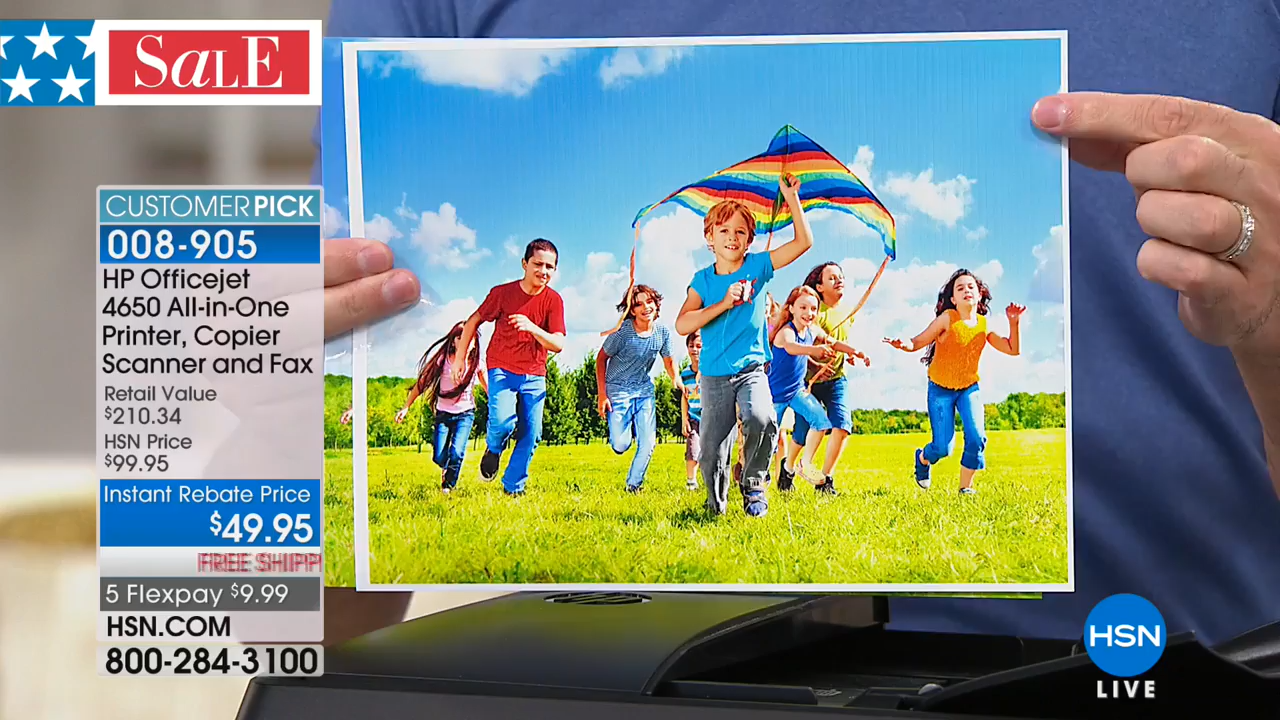 SaLE
CUSTOMER PICK
008-905
HP Officejet
4650 All-in-One
Printer, Copier
Scanner and Fax
Retail Value
$210.34
HSN Price
$99.95
Instant Rebate Price
$49.95
FREE SHIPP
5 Flexpay $9.99
HSN.COM
800-284-3100
HSN
LIVE